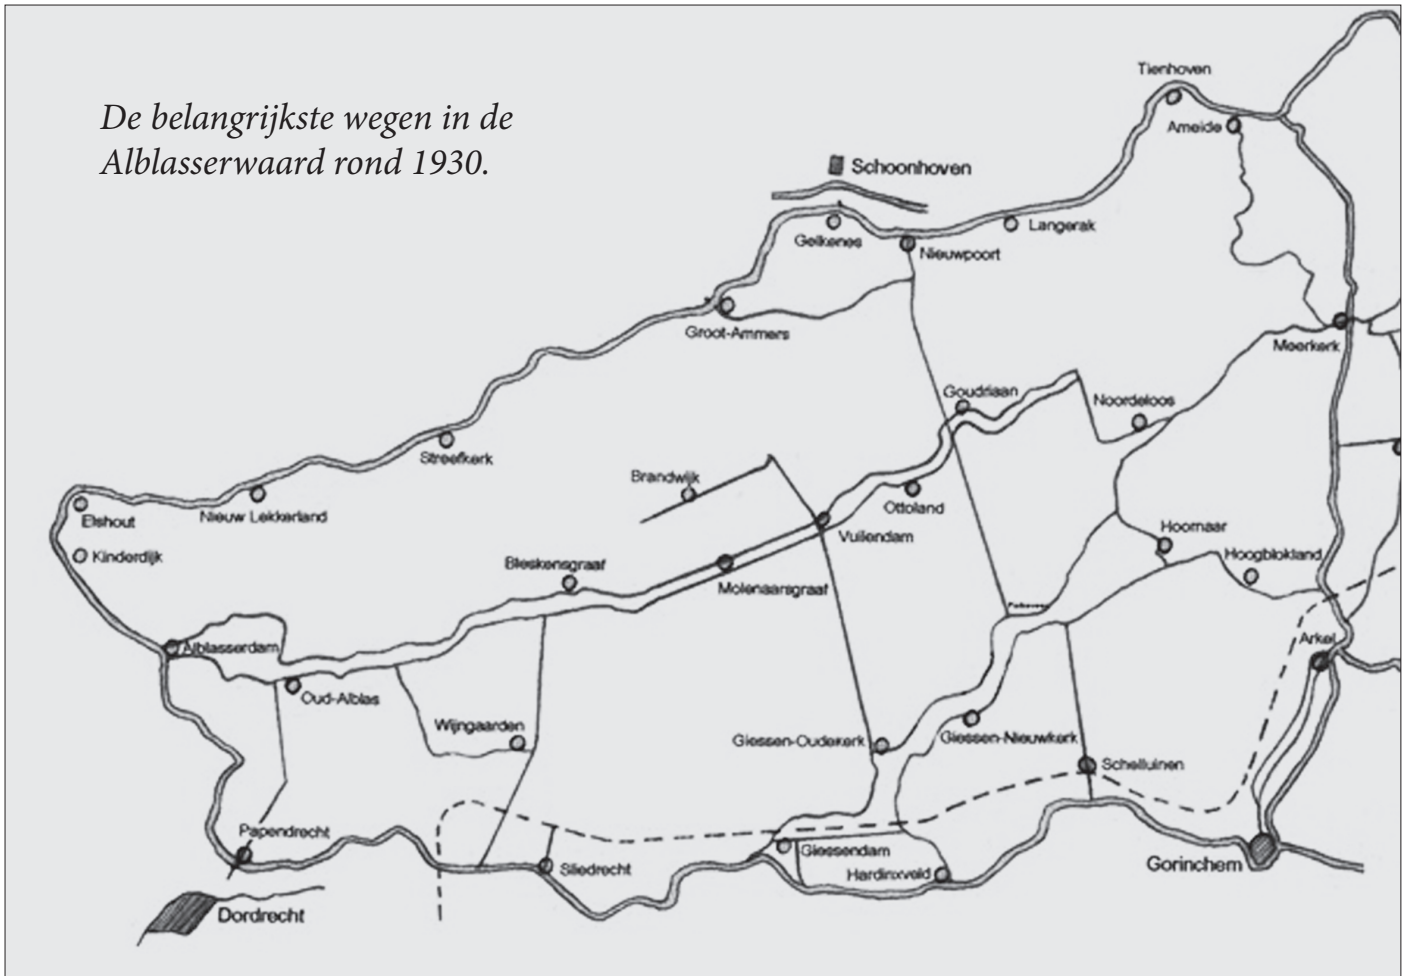 De belangrijkste wegen in de
Alblasserwaard rond 1930.
Tienhoven
Ameide
Schoonhoven
Gelkenes
Langerak
Nieuwpoort
Groot-Ammers
Meerkerk
Goudriaan
Noordeloos
Streefkerk
Brandwijk
Ottoland
Nieuw Lekkerland
Elshout
Hoornaar
Vuilendam
Kinderdijk
Hoogblokland
Bleskensgraaf
Molenaarsgraaf
Arkel
Alblasserdam
Oud-Alblas
Wijngaarden
Giessen-Oudekerk
Giessen-Nieuwkerk
Schelluinen
Papendrecht
Giessendam
Gorinchem
Sliedrecht
Hardinxveld
Dordrecht